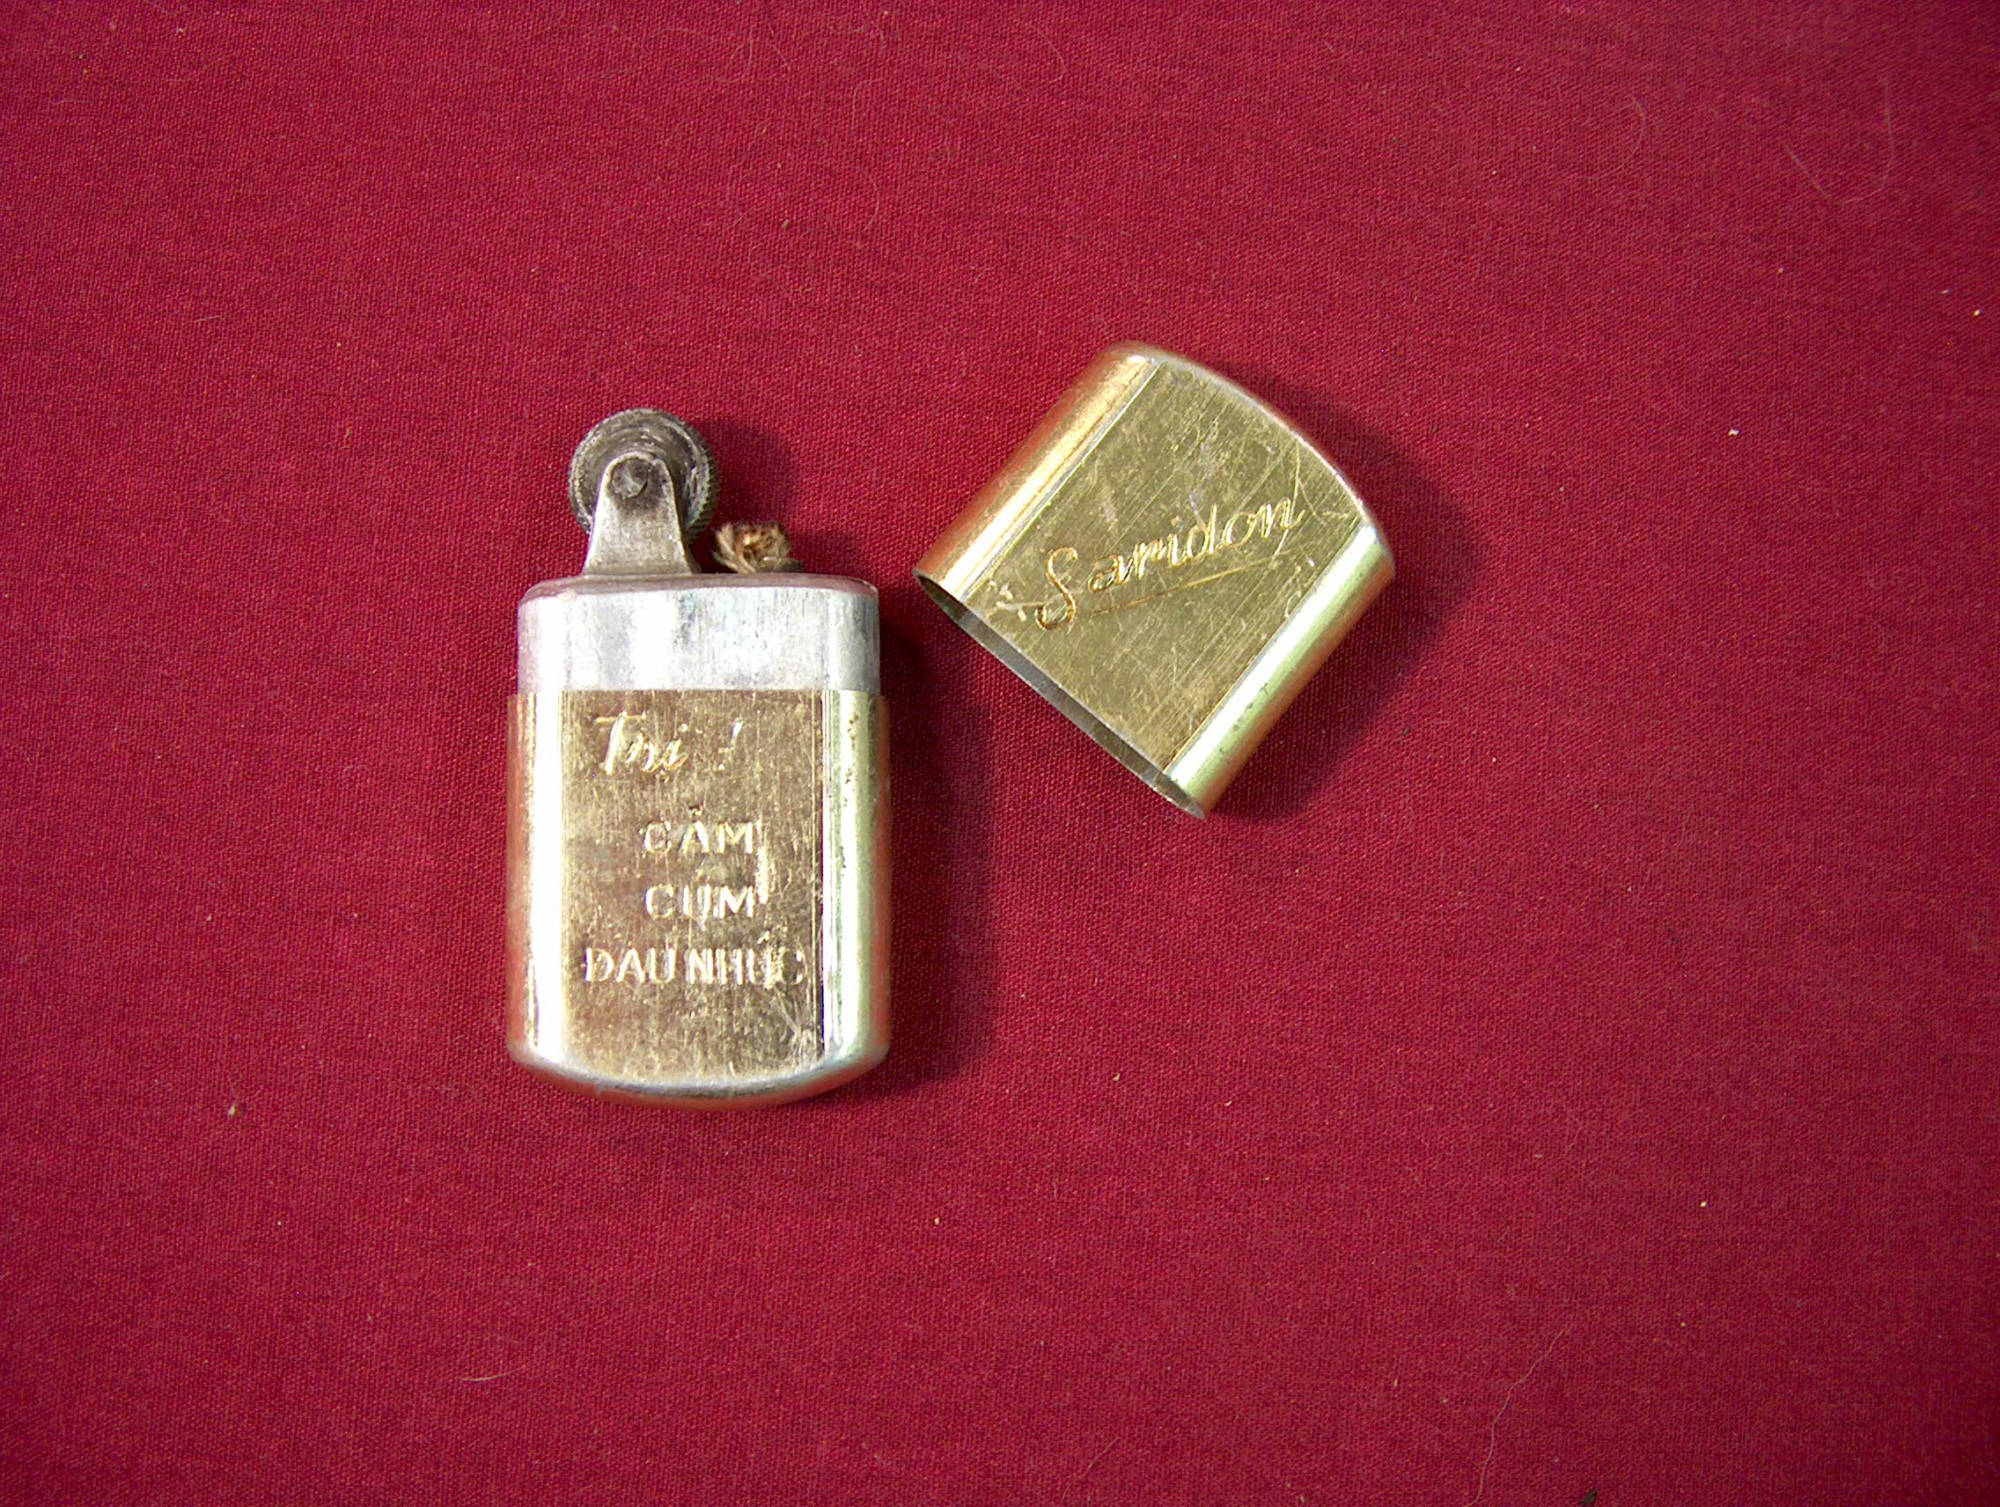 Trị !
CẢM
CÚM
ĐAU NHỨC
Saridon